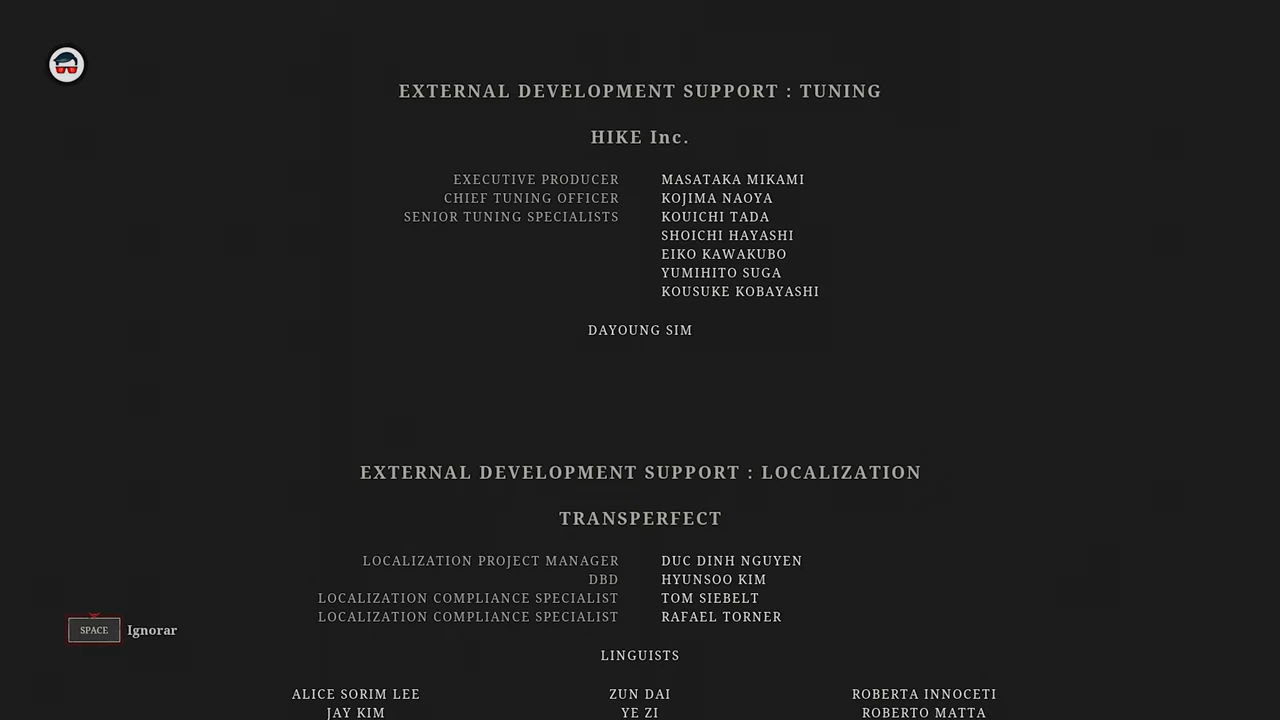 EXTERNAL DEVELOPMENT SUPPORT : TUNING
HIKE Inc.
EXECUTIVE PRODUCER MASATAKA MIKAMI
CHIEF TUNING OFFICER KOJIMA NAOYA
SENIOR TUNING SPECIALISTS KOUICHI TADA
SHOICHI HAYASHI
EIKO KAWAKUBO
YUMIHITO SUGA
KOUSUKE KOBAYASHI
DAYOUNG SIM
EXTERNAL DEVELOPMENT SUPPORT : LOCALIZATION
TRANSPERFECT
LOCALIZATION PROJECT MANAGER DUC DINH NGUYEN
DBD HYUNSOO KIM
LOCALIZATION COMPLIANCE SPECIALIST TOM SIEBELT
LOCALIZATION COMPLIANCE SPECIALIST RAFAEL TORNER
SPACE Ignorar
LINGUISTS
ALICE SORIM LEE ZUN DAI ROBERTA INNOCETI
JAY KIM YE ZI ROBERTO MATTA